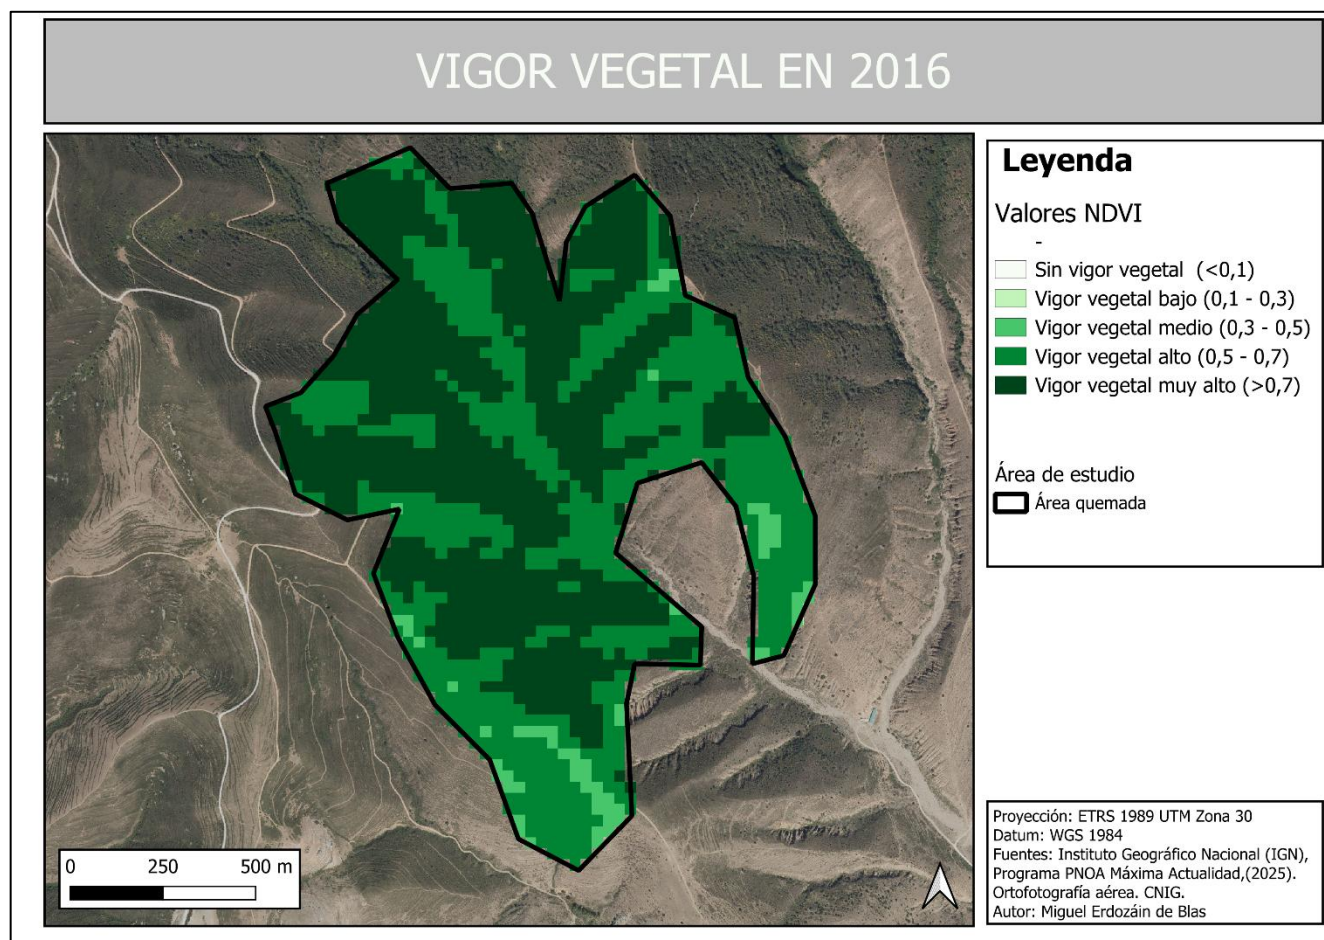 VIGOR VEGETAL EN 2016
Leyenda
Valores NDVI
-
Sin vigor vegetal (<0,1)
Vigor vegetal bajo (0,1 - 0,3)
Vigor vegetal medio (0,3 - 0,5)
Vigor vegetal alto (0,5 - 0,7)
Vigor vegetal muy alto (>0,7)
Área de estudio
Área quemada
0 250 500 m
Proyección: ETRS 1989 UTM Zona 30
Datum: WGS 1984
Fuentes: Instituto Geográfico Nacional (IGN),
Programa PNOA Máxima Actualidad,(2025).
Ortofotografía aérea. CNIG.
Autor: Miguel Erdozáin de Blas